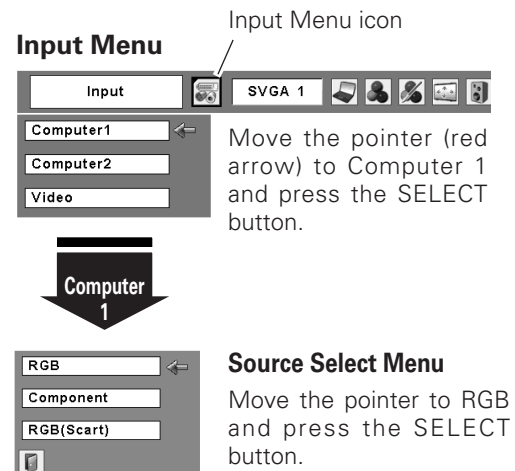 Input Menu icon
Input Menu
Input
SVGA 1
Computer1
Computer2
Video
Move the pointer (red
arrow) to Computer 1
and press the SELECT
button.
Computer
1
RGB
Component
RGB(Scart)
Source Select Menu
Move the pointer to RGB
and press the SELECT
button.